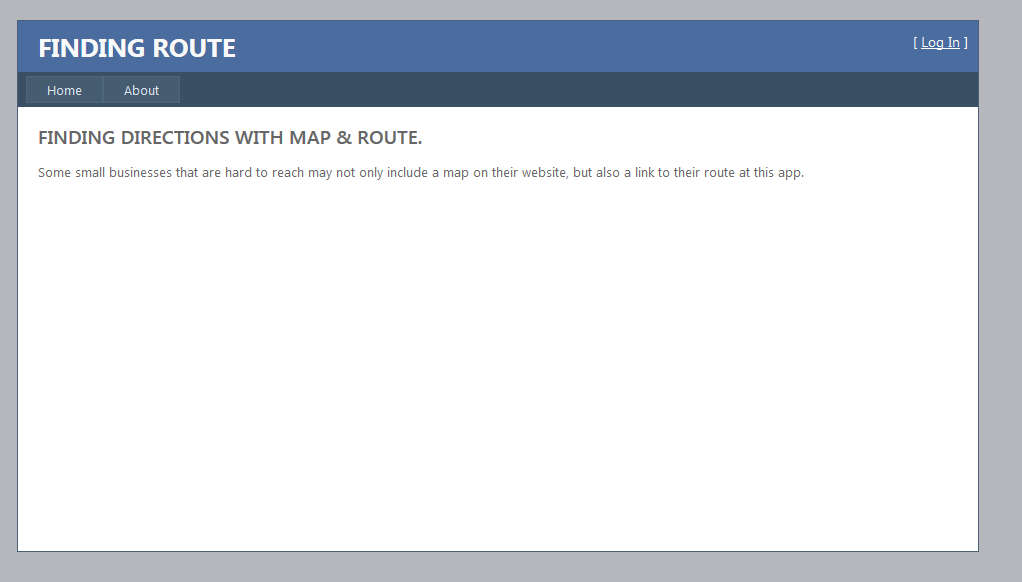 FINDING ROUTE
[ Log In ]
Home About
FINDING DIRECTIONS WITH MAP & ROUTE.
Some small businesses that are hard to reach may not only include a map on their website, but also a link to their route at this app.